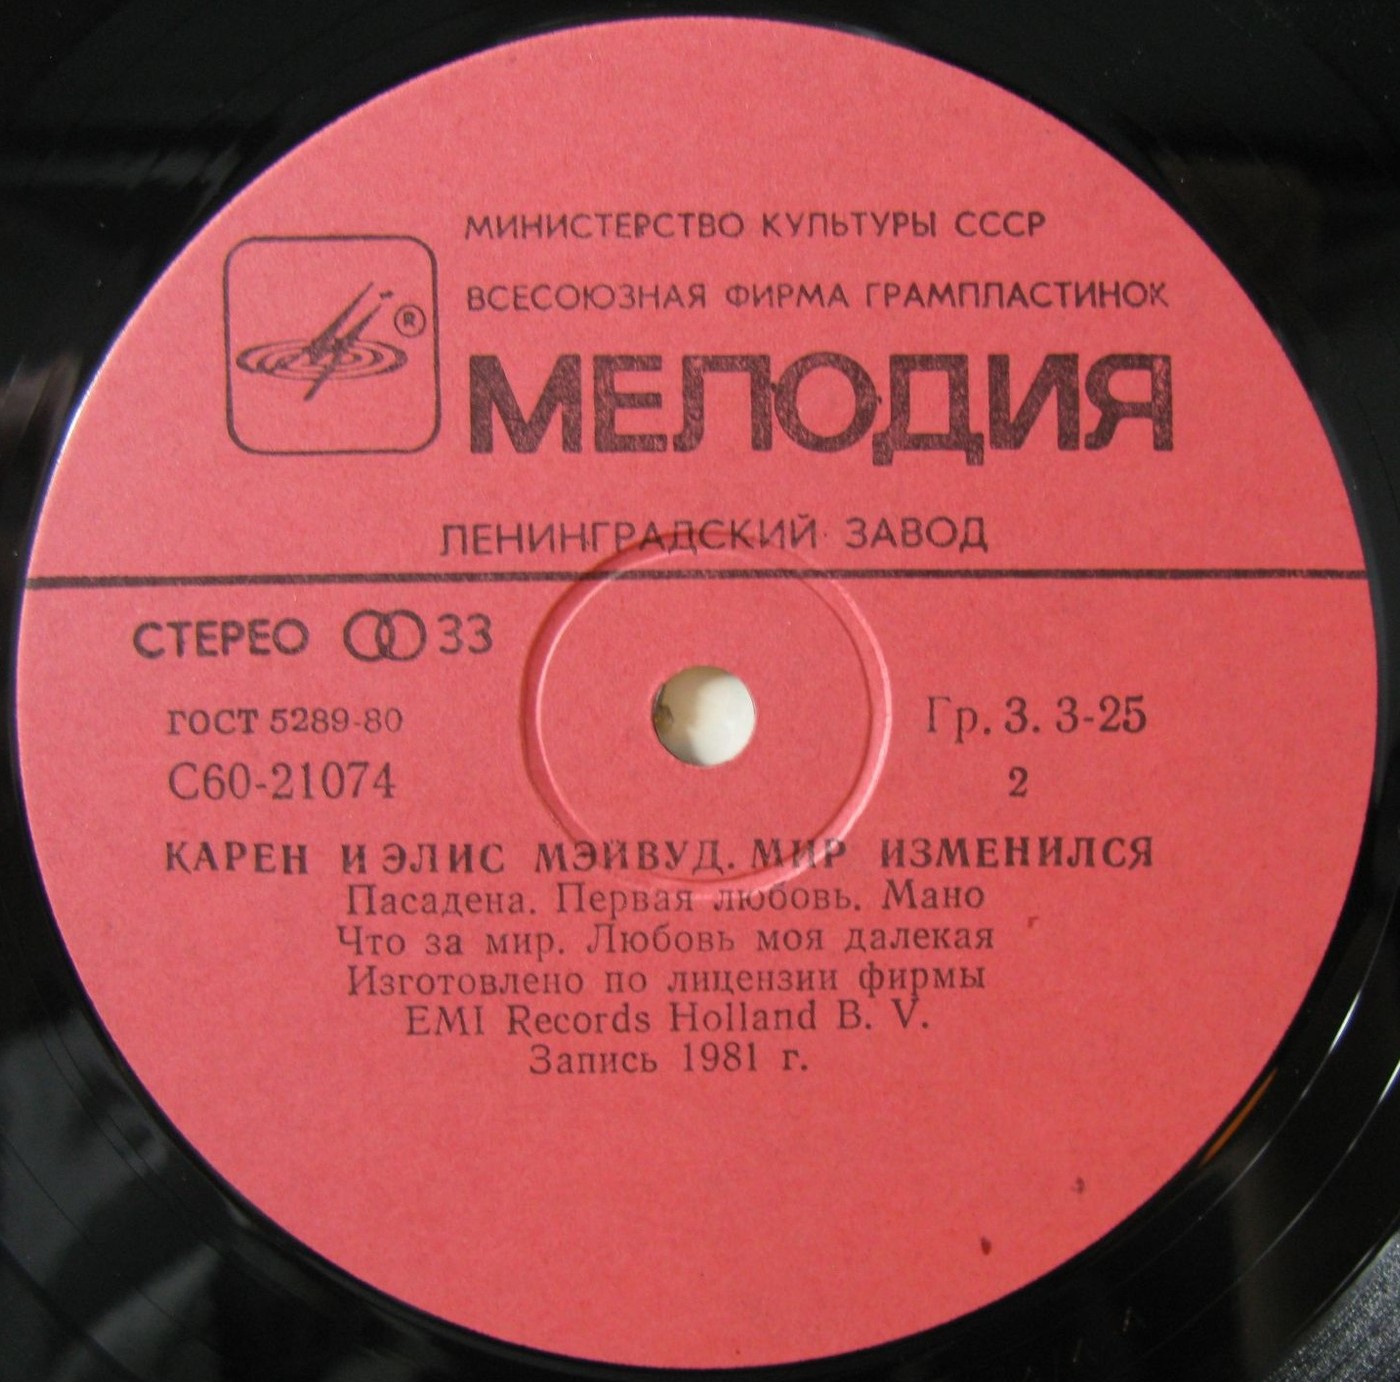 МИНИСТЕРСТВО КУЛЬТУРЫ СССР
ВСЕСОЮЗНАЯ ФИРМА ГРАМПЛАСТИНОК
®
МЕЛОДИЯ
ЛЕНИНГРАДСКИЙ ЗАВОД
СТЕРЕО 33
ГОСТ 5289-80
Гр. 3. 3-25
С60-21074
2
КАРЕН И ЭЛИС МЭЙВУД. МИР ИЗМЕНИЛСЯ
Пасадена. Первая любовь. Мано
Что за мир. Любовь моя далекая
Изготовлено по лицензии фирмы
EMI Records Holland B. V.
Запись 1981 г.